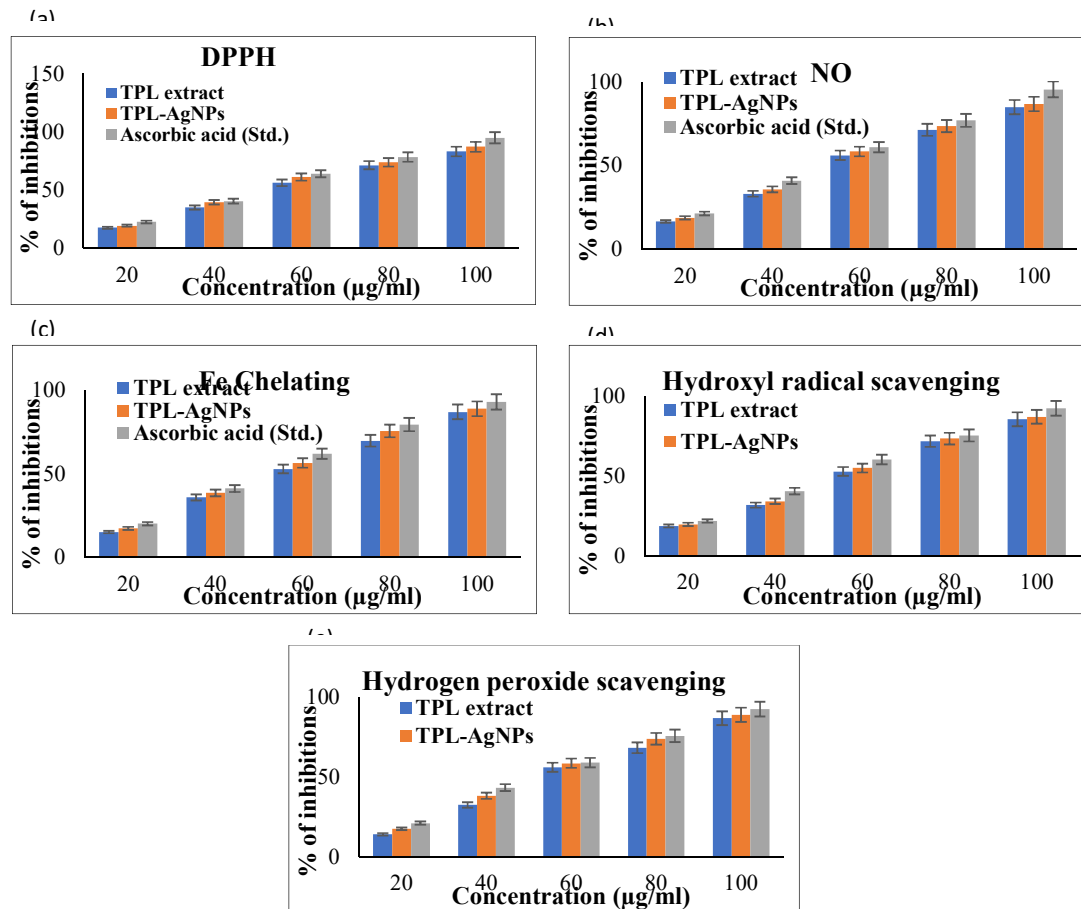 (a)
DPPH
% of inhibitions
150
100
50
0
TPL extract
TPL-AgNPs
Ascorbic acid (Std.)
20 40 60 80 100
Concentration (µg/ml)
(b)
NO
% of inhibitions
100
50
0
TPL extract
TPL-AgNPs
Ascorbic acid (Std.)
20 40 60 80 100
Concentration (µg/ml)
(c)
Fe Chelating
% of inhibitions
100
50
0
TPL extract
TPL-AgNPs
Ascorbic acid (Std.)
20 40 60 80 100
Concentration (µg/ml)
(d)
Hydroxyl radical scavenging
% of inhibitions
100
50
0
TPL extract
TPL-AgNPs
20 40 60 80 100
Concentration (µg/ml)
Hydrogen peroxide scavenging
% of inhibitions
100
50
0
TPL extract
TPL-AgNPs
20 40 60 80 100
Concentration (µg/ml)